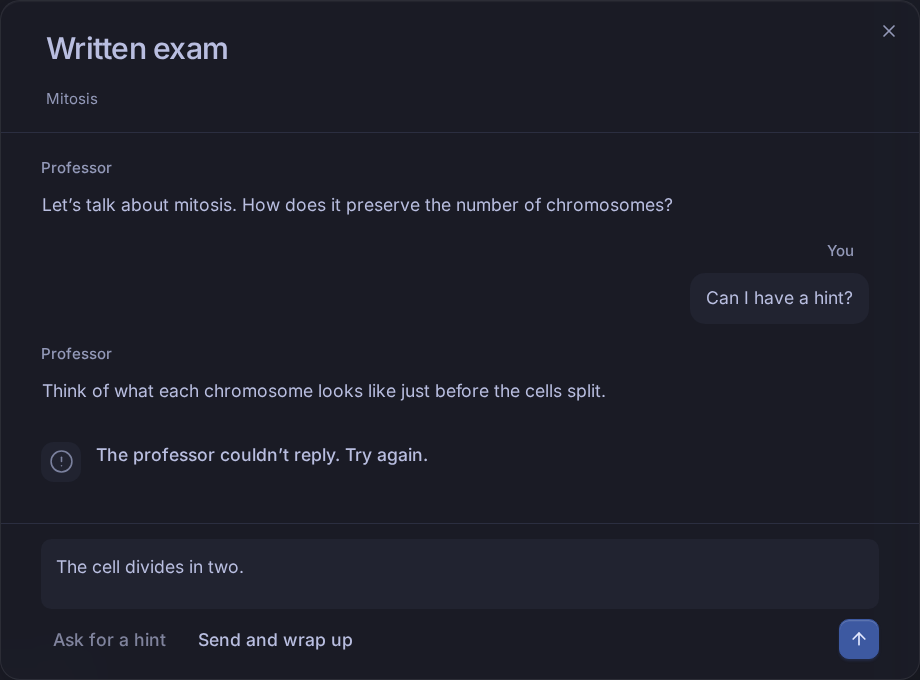 Written exam
Mitosis
Professor
Let’s talk about mitosis. How does it preserve the number of chromosomes?
You
Can I have a hint?
Professor
Think of what each chromosome looks like just before the cells split.
The professor couldn’t reply. Try again.
The cell divides in two.
Ask for a hint
Send and wrap up